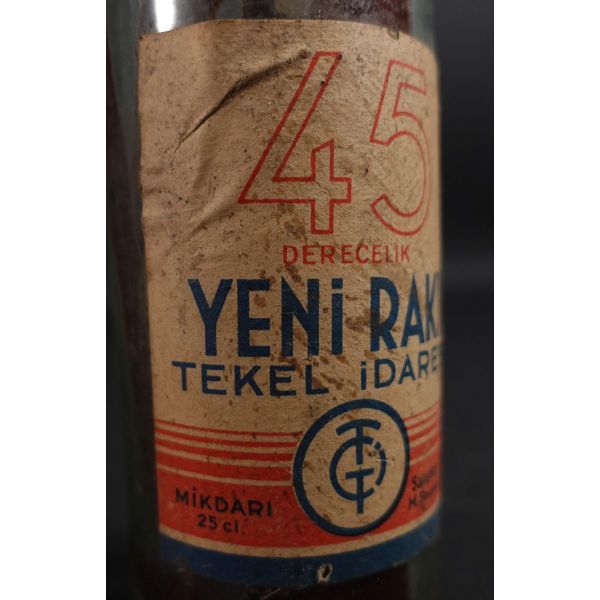 45
DERECELİK
YENİ RAK
TEKEL İDARE
MİKDARI
25 cl.